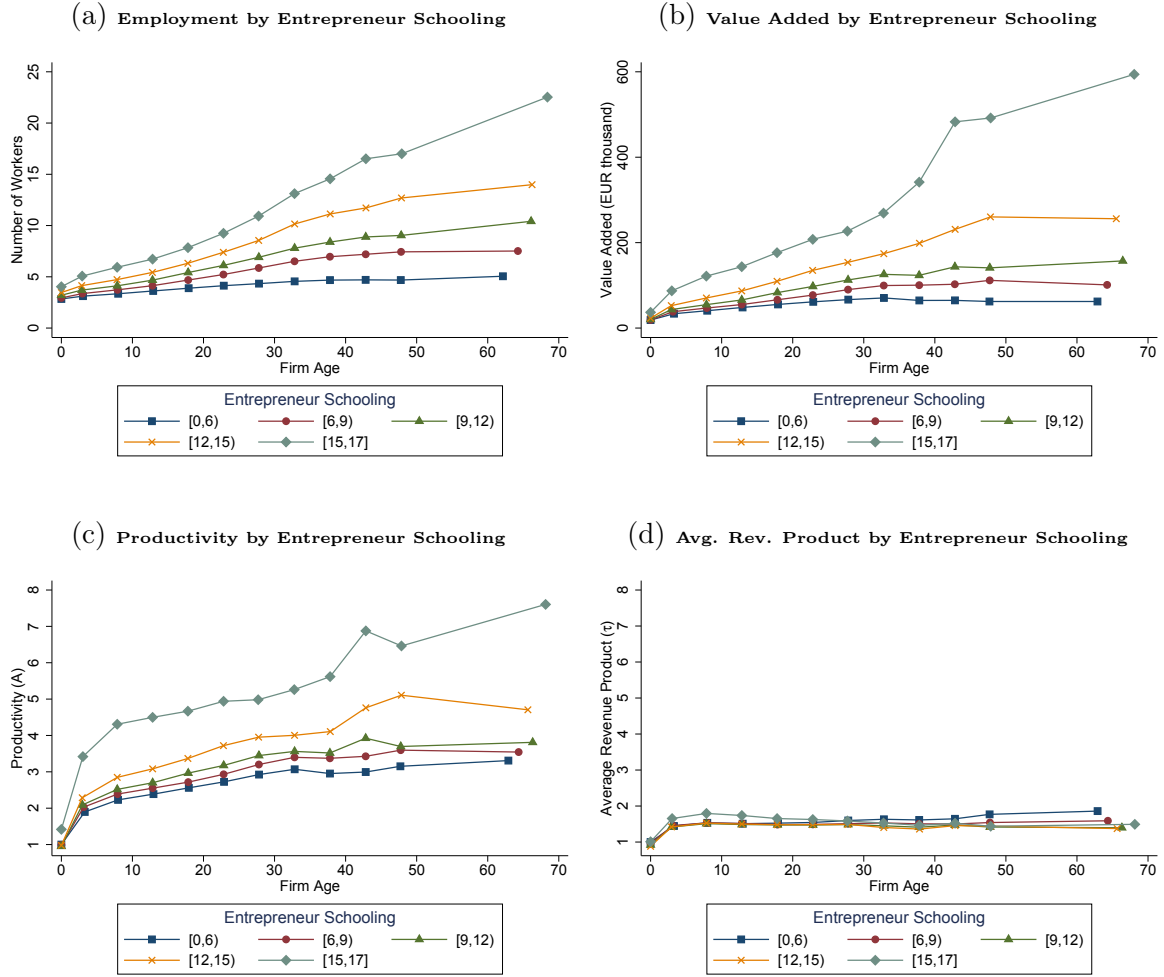 (a) Employment by Entrepreneur Schooling
25
20
15
10
5
0
Number of Workers
0 10 20 30 40 50 60 70
Firm Age
Entrepreneur Schooling
[0,6) [6,9) [9,12)
[12,15) [15,17]
(b) Value Added by Entrepreneur Schooling
600
400
200
0
Value Added (EUR thousand)
0 10 20 30 40 50 60 70
Firm Age
Entrepreneur Schooling
[0,6) [6,9) [9,12)
[12,15) [15,17]
(c) Productivity by Entrepreneur Schooling
8
7
6
5
4
3
2
1
Productivity (A)
0 10 20 30 40 50 60 70
Firm Age
Entrepreneur Schooling
[0,6) [6,9) [9,12)
[12,15) [15,17]
(d) Avg. Rev. Product by Entrepreneur Schooling
8
7
6
5
4
3
2
1
Average Revenue Product (τ)
0 10 20 30 40 50 60 70
Firm Age
Entrepreneur Schooling
[0,6) [6,9) [9,12)
[12,15) [15,17]